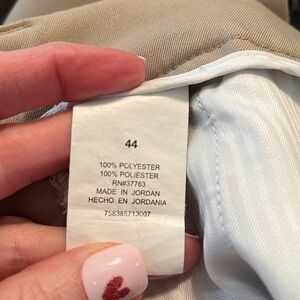 44
100% POLYESTER
100% POLIESTER
RN#37763
MADE IN JORDAN
HECHO EN JORDANIA
758385713007